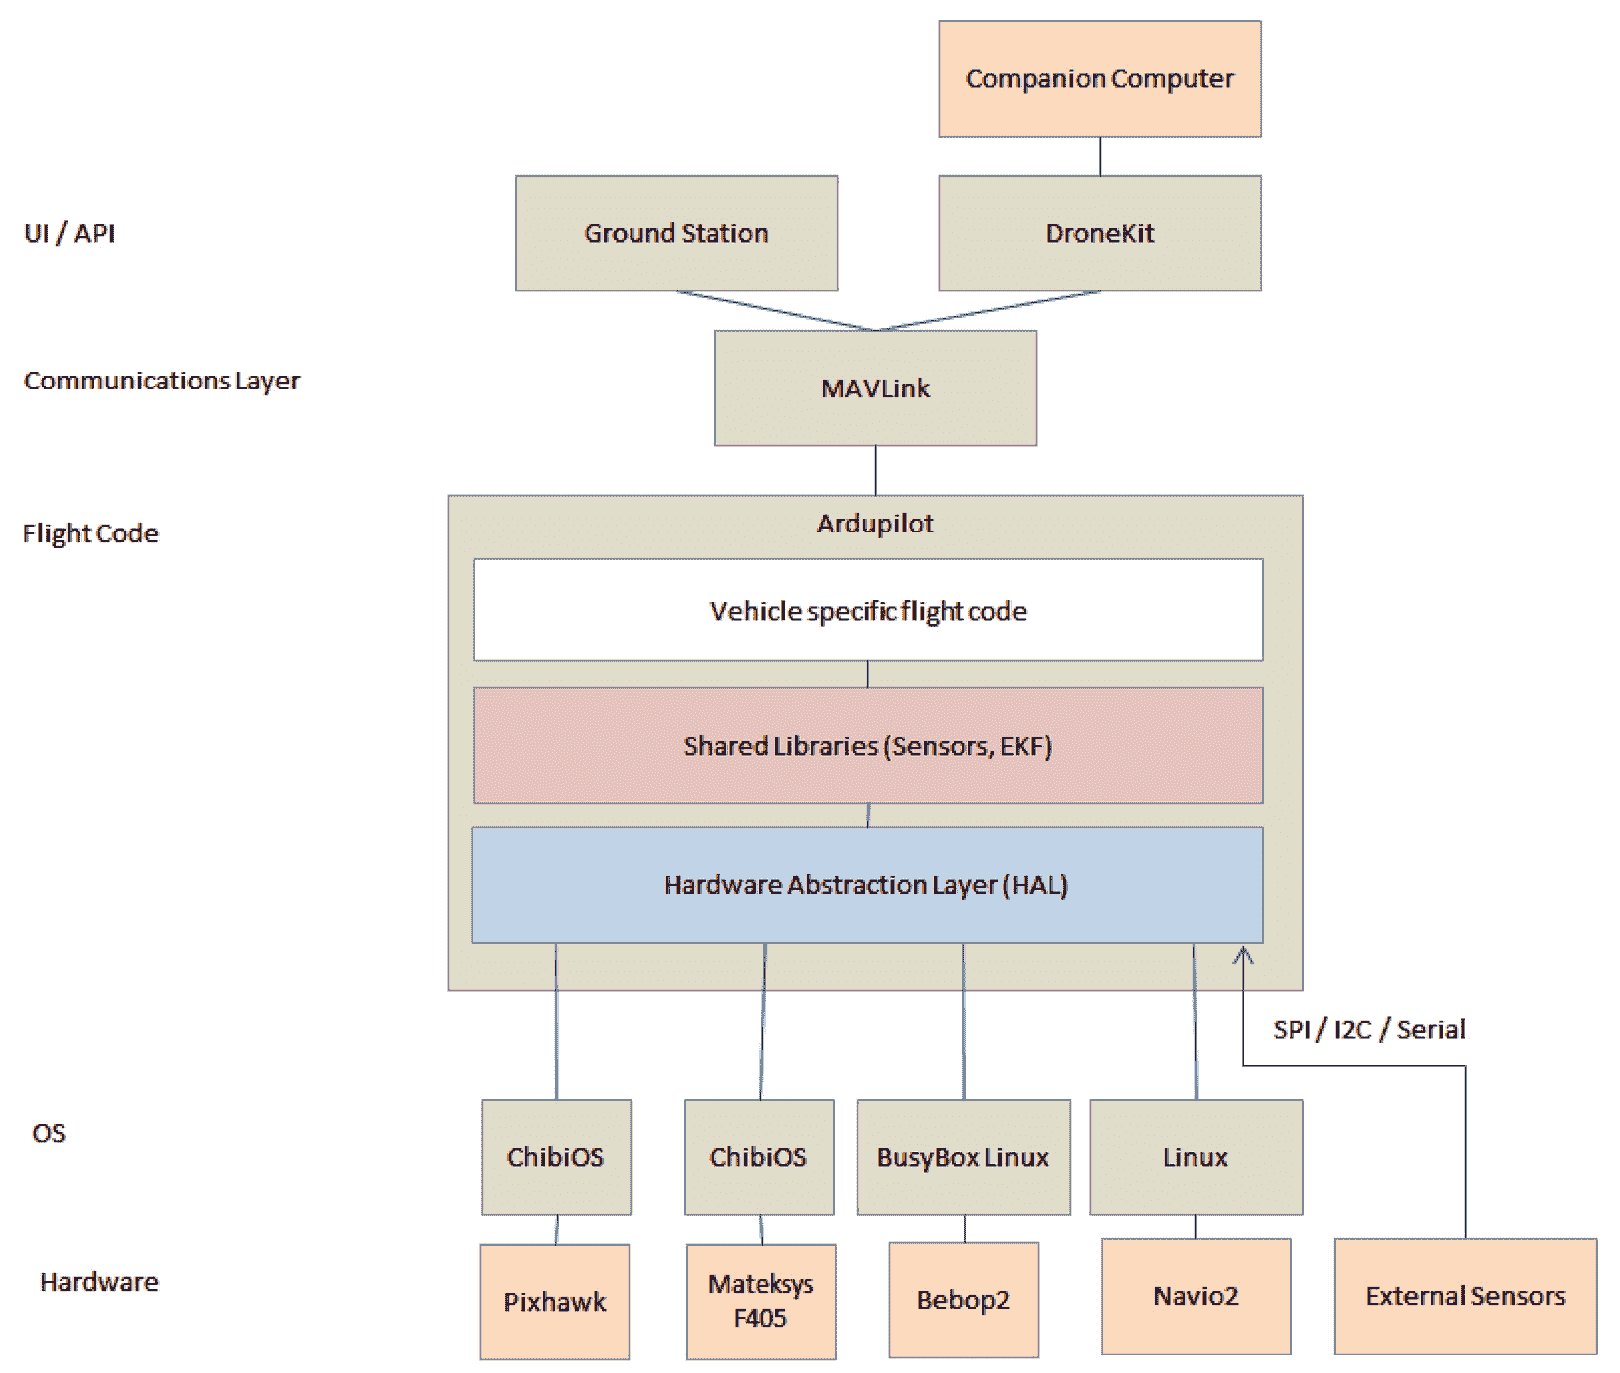 Companion Computer
UI / API
Ground Station
DroneKit
Communications Layer
MAVLink
Flight Code
Ardupilot
Vehicle specific flight code
Shared Libraries (Sensors, EKF)
Hardware Abstraction Layer (HAL)
SPI / I2C / Serial
OS
ChibiOS
ChibiOS
BusyBox Linux
Linux
Hardware
Pixhawk
Mateksys
F405
Bebop2
Navio2
External Sensors